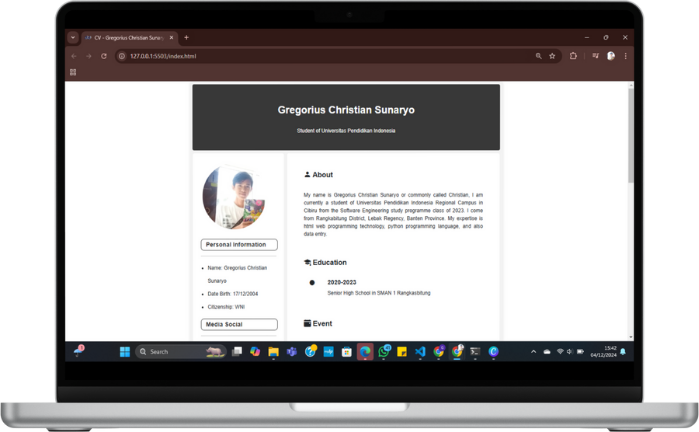 CV - Gregorius Christian Sunary
127.0.0.1:5503/index.html
Gregorius Christian Sunaryo
Student of Universitas Pendidikan Indonesia
Personal Information
Name: Gregorius Christian
Sunaryo
Date Birth: 17/12/2004
Citizenship: WNI
Media Social
About
My name is Gregorius Christian Sunaryo or commonly called Christian. I am
currently a student of Universitas Pendidikan Indonesia Regional Campus in
Cibiru from the Software Engineering study programme class of 2023. I come
from Rangkasbitung District, Lebak Regency, Banten Province. My expertise is
html web programming technology, python programming language, and also
data entry.
Education
2020-2023
Senior High School in SMAN 1 Rangkasbitung
Event
Search
15:42
04/12/2024